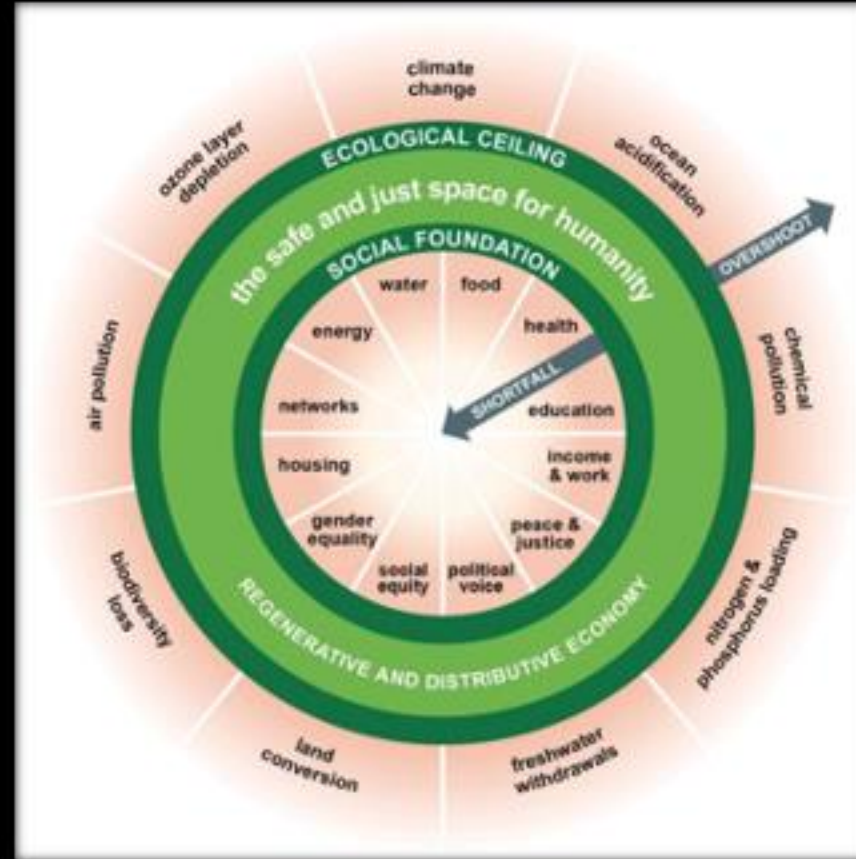 climate
change
ocean
acidification
chemical
pollution
nitrogen &
phosphorus loading
freshwater
withdrawals
land
conversion
biodiversity
loss
air pollution
ozone layer
depletion
OVERSHOOT
ECOLOGICAL CEILING
the safe and just space for humanity
SOCIAL FOUNDATION
water
food
health
SHORTFALL
education
income
& work
peace &
justice
political
voice
social
equity
gender
equality
housing
networks
energy
REGENERATIVE AND DISTRIBUTIVE ECONOMY